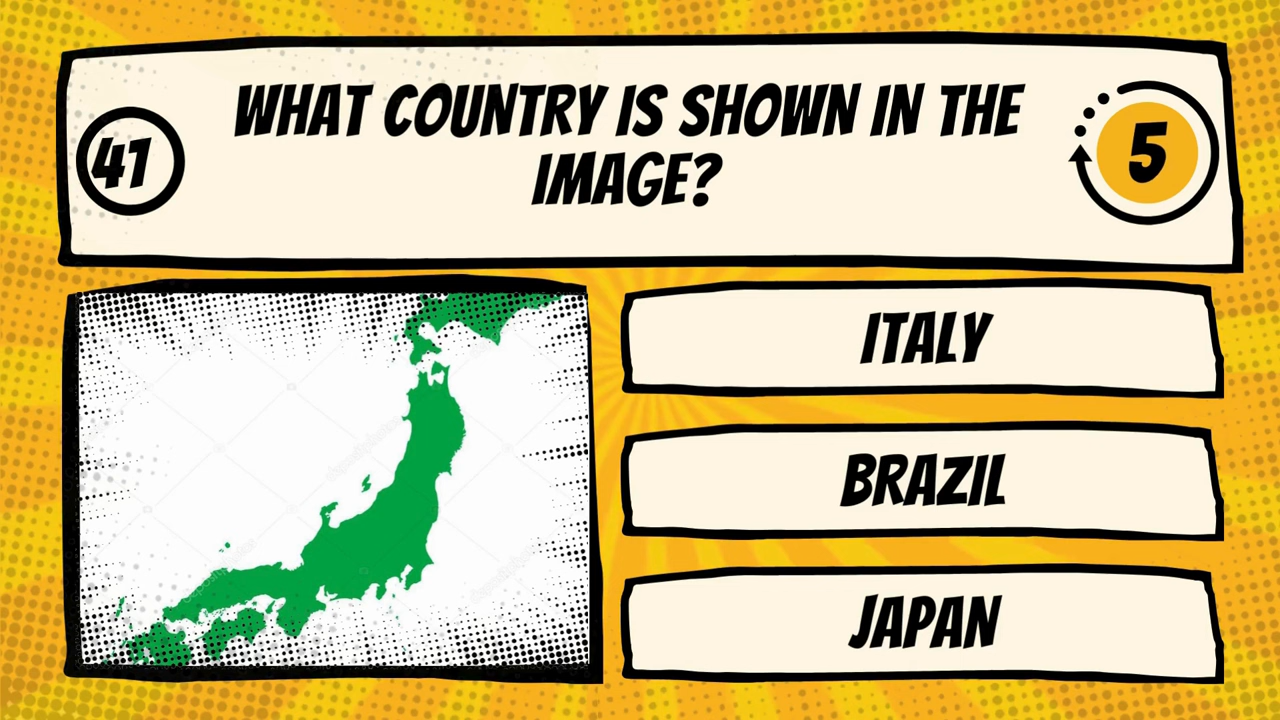 WHAT COUNTRY IS SHOWN IN THE
IMAGE?
41
5
ITALY
BRAZIL
JAPAN